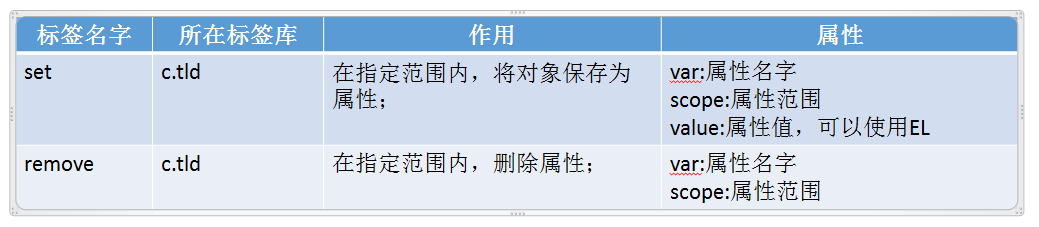 标签名字 所在标签库 作用 属性
set c.tld 在指定范围内，将对象保存为
属性；
var:属性名字
scope:属性范围
value:属性值，可以使用EL
remove c.tld 在指定范围内，删除属性；
var:属性名字
scope:属性范围